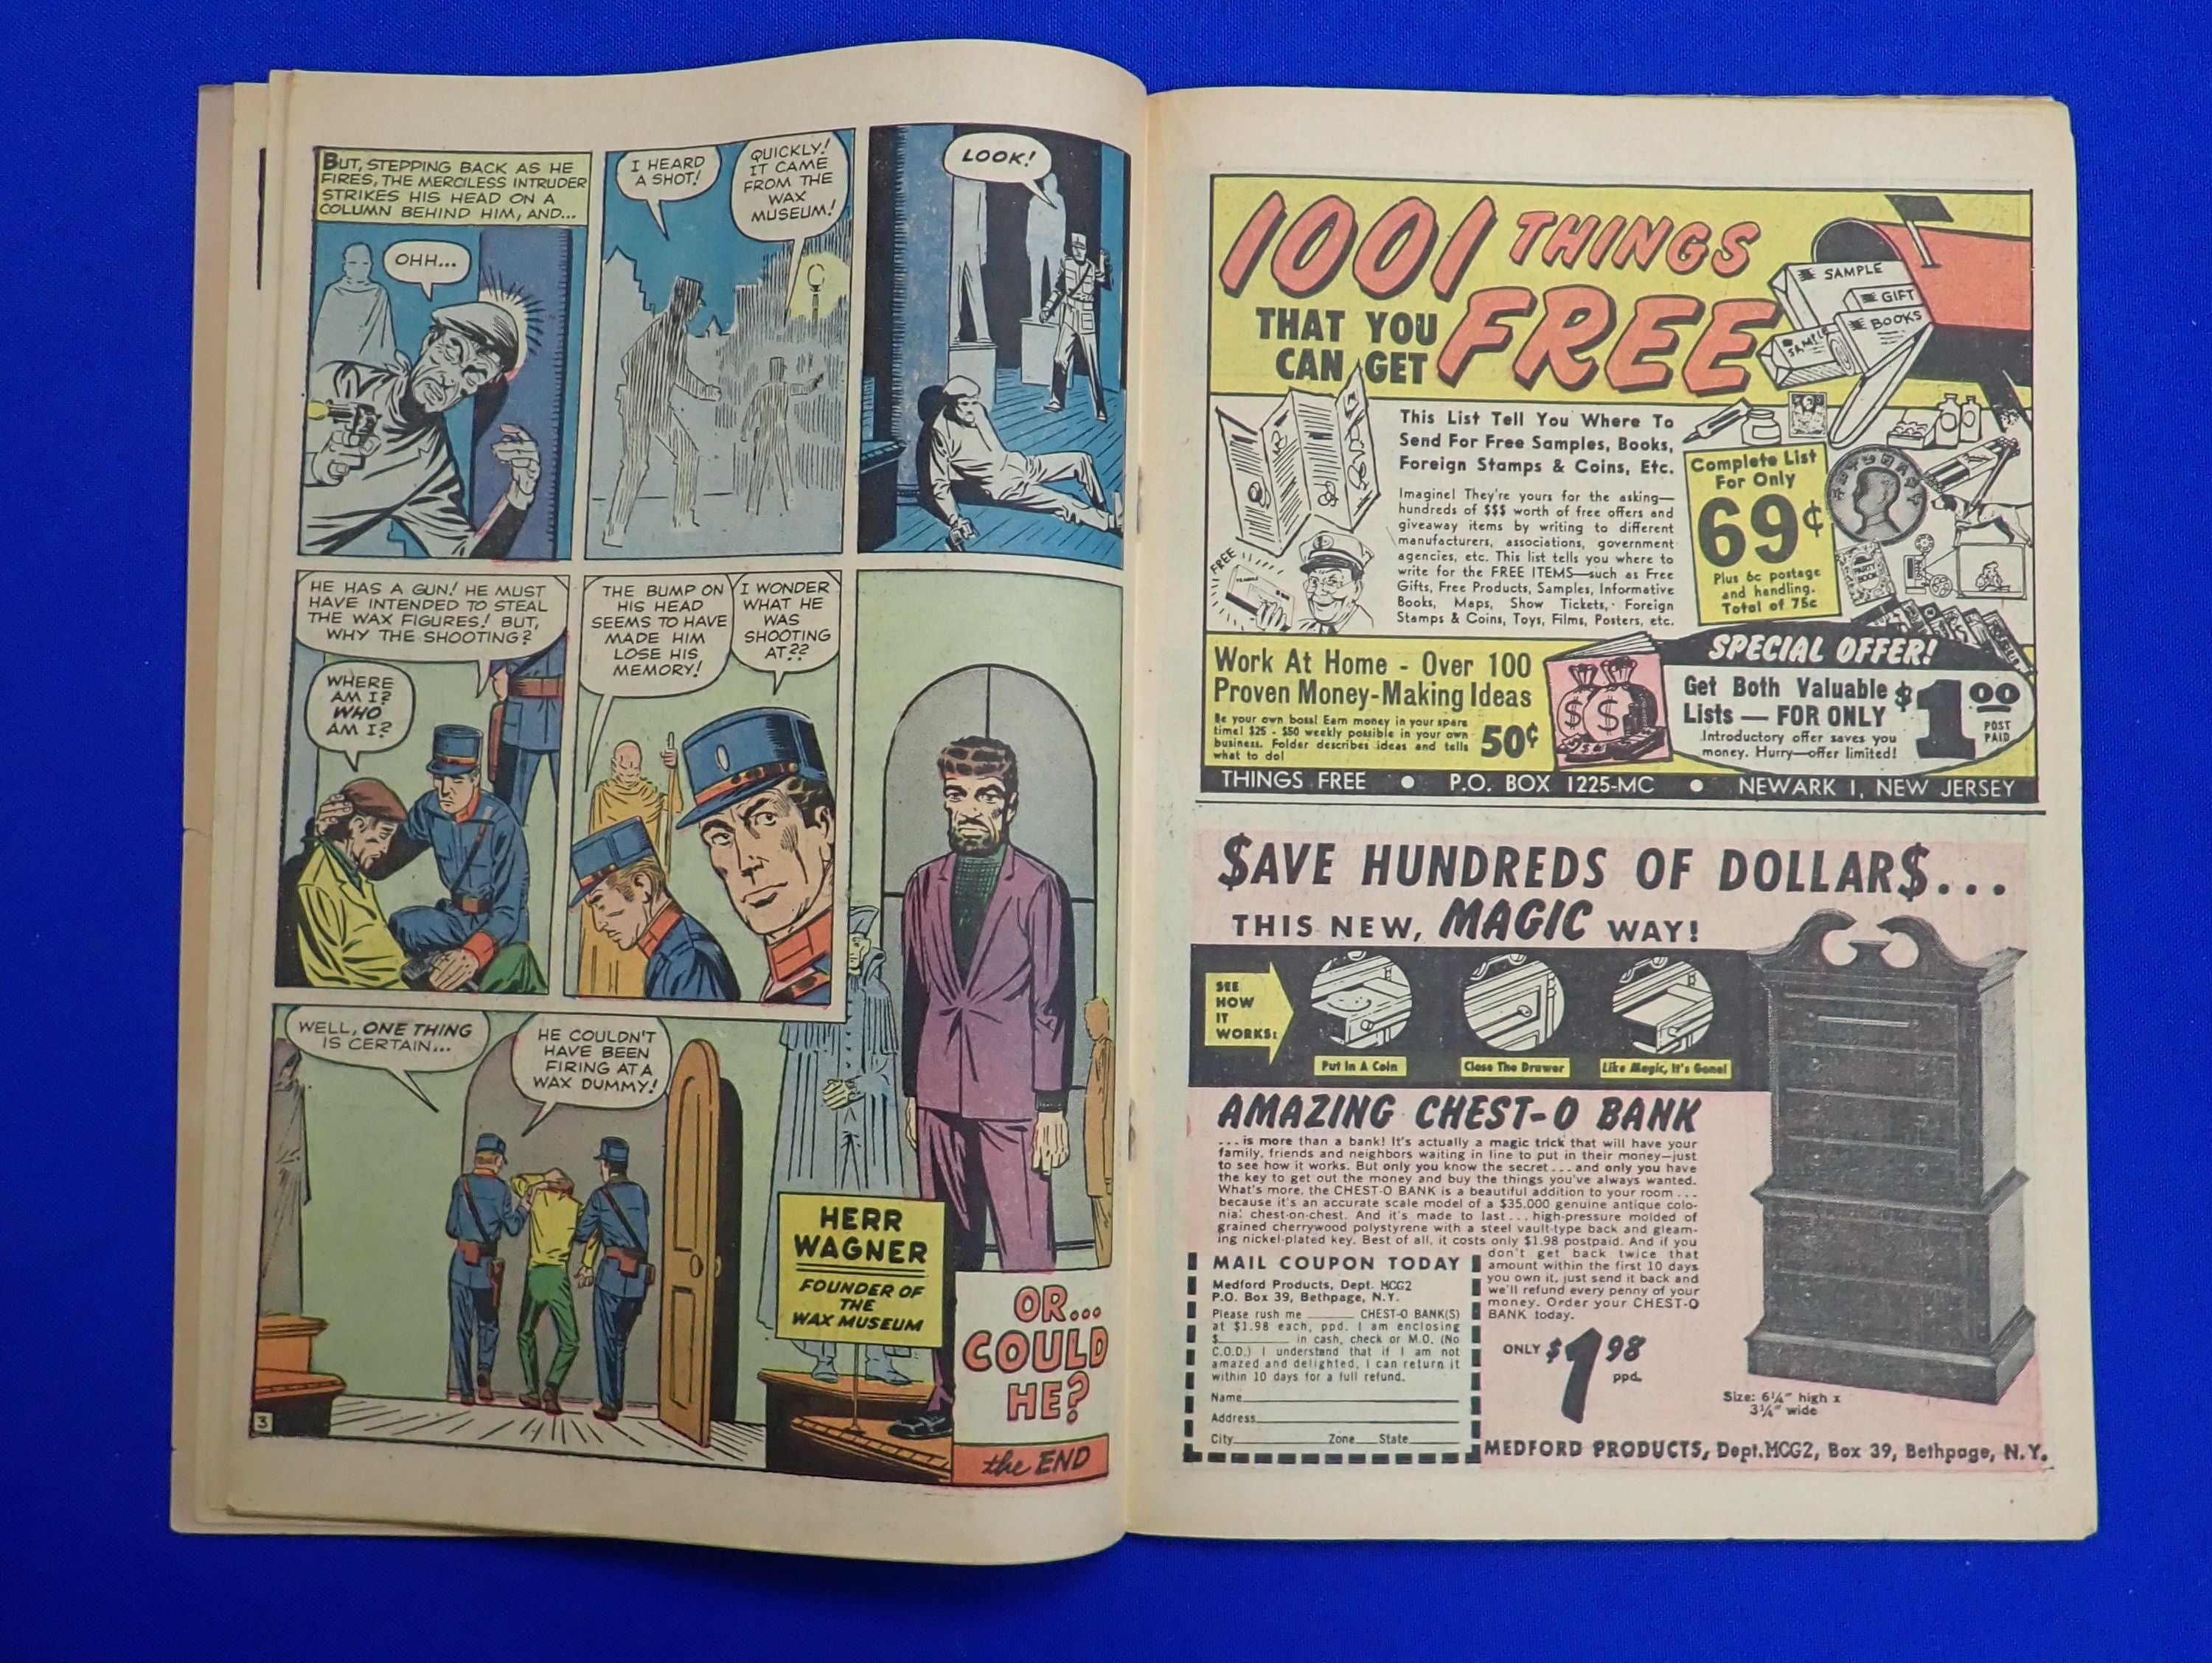 BUT, STEPPING BACK AS HE
FIRES, THE MERCILESS INTRUDER
STRIKES HIS HEAD ON A
COLUMN BEHIND HIM, AND...
OHH...
I HEARD
A SHOT!
QUICKLY!
IT CAME
FROM THE
WAX
MUSEUM!
LOOK!
HE HAS A GUN! HE MUST
HAVE INTENDED TO STEAL
THE WAX FIGURES! BUT,
WHY THE SHOOTING?
WHERE
AM I?
WHO
AM I?
THE BUMP ON
HIS HEAD
SEEMS TO HAVE
MADE HIM
LOSE HIS
MEMORY!
I WONDER
WHAT HE
WAS
SHOOTING
AT??
WELL, ONE THING
IS CERTAIN...
HE COULDN'T
HAVE BEEN
FIRING AT A
WAX DUMMY!
HERR
WAGNER
FOUNDER OF
THE
WAX MUSEUM
OR...
COULD
HE?
the END
3
1001 THINGS
THAT YOU
CAN GET
FREE
SAMPLE
GIFT
BOOKS
SAMPLE
This List Tell You Where To
Send For Free Samples, Books,
Foreign Stamps & Coins, Etc.
Imagine! They're yours for the asking—
hundreds of $$$ worth of free offers and
giveaway items by writing to different
manufacturers, associations, government
agencies, etc. This list tells you where to
write for the FREE ITEMS—such as Free
Gifts, Free Products, Samples, Informative
Books, Maps, Show Tickets, Foreign
Stamps & Coins, Toys, Films, Posters, etc.
FREE
Complete List
For Only
69¢
Plus 6c postage
and handling.
Total of 75c
PARTY
BOOK
Work At Home - Over 100
Proven Money-Making Ideas
Be your own boss! Earn money in your spare
time! $25 - $50 weekly possible in your own
business. Folder describes ideas and tells
what to do!
50¢
$ $
SPECIAL OFFER!
Get Both Valuable
Lists — FOR ONLY
Introductory offer saves you
money. Hurry—offer limited!
$1.00
POST
PAID
THINGS FREE • P.O. BOX 1225-MC • NEWARK 1, NEW JERSEY
$AVE HUNDREDS OF DOLLAR$...
THIS NEW, MAGIC WAY!
SEE
HOW
IT
WORKS:
Put In A Coin
Close The Drawer
Like Magic, It's Gone!
AMAZING CHEST-O BANK
... is more than a bank! It's actually a magic trick that will have your
family, friends and neighbors waiting in line to put in their money—just
to see how it works. But only you know the secret ... and only you have
the key to get out the money and buy the things you've always wanted.
What's more, the CHEST-O BANK is a beautiful addition to your room ...
because it's an accurate scale model of a $35,000 genuine antique colo-
nial chest-on-chest. And it's made to last ... high-pressure molded of
grained cherrywood polystyrene with a steel vault-type back and gleam-
ing nickel-plated key. Best of all, it costs only $1.98 postpaid. And if you
don't get back twice that
amount within the first 10 days
you own it, just send it back and
we'll refund every penny of your
money. Order your CHEST-O
BANK today.
MAIL COUPON TODAY
Medford Products, Dept. MCG2
P.O. Box 39, Bethpage, N.Y.
Please rush me ______ CHEST-O BANK(S)
at $1.98 each, ppd. I am enclosing
$________ in cash, check or M.O. (No
C.O.D.) I understand that if I am not
amazed and delighted, I can return it
within 10 days for a full refund.
Name
Address
City Zone State
ONLY $1.98
ppd.
Size: 6¼" high x
3¼" wide
MEDFORD PRODUCTS, Dept.MCG2, Box 39, Bethpage, N.Y.